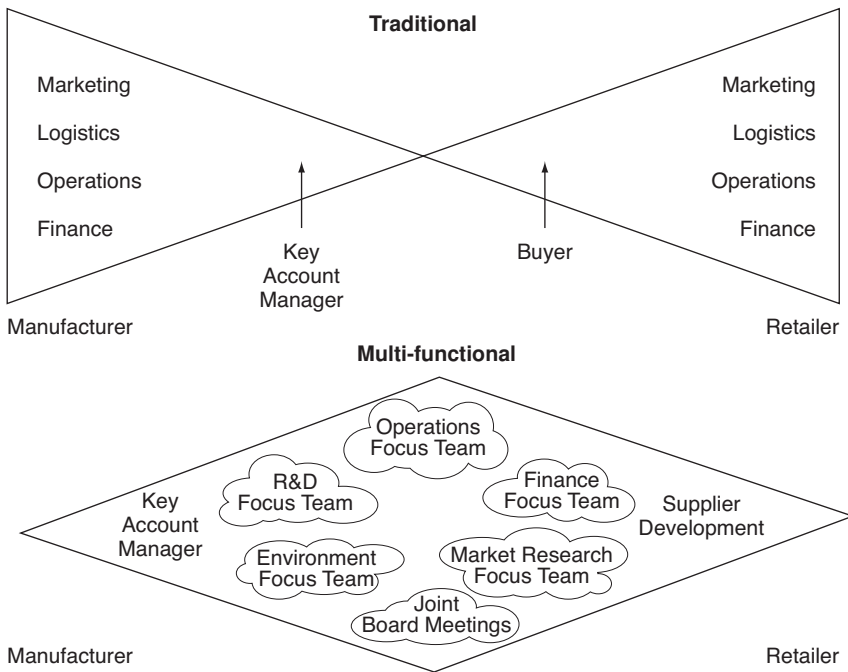 Traditional
Marketing
Logistics
Operations
Finance
Marketing
Logistics
Operations
Finance
Key
Account
Manager
Buyer
Manufacturer
Retailer
Multi-functional
Operations
Focus Team
R&D
Focus Team
Finance
Focus Team
Key
Account
Manager
Supplier
Development
Environment
Focus Team
Market Research
Focus Team
Joint
Board Meetings
Manufacturer
Retailer